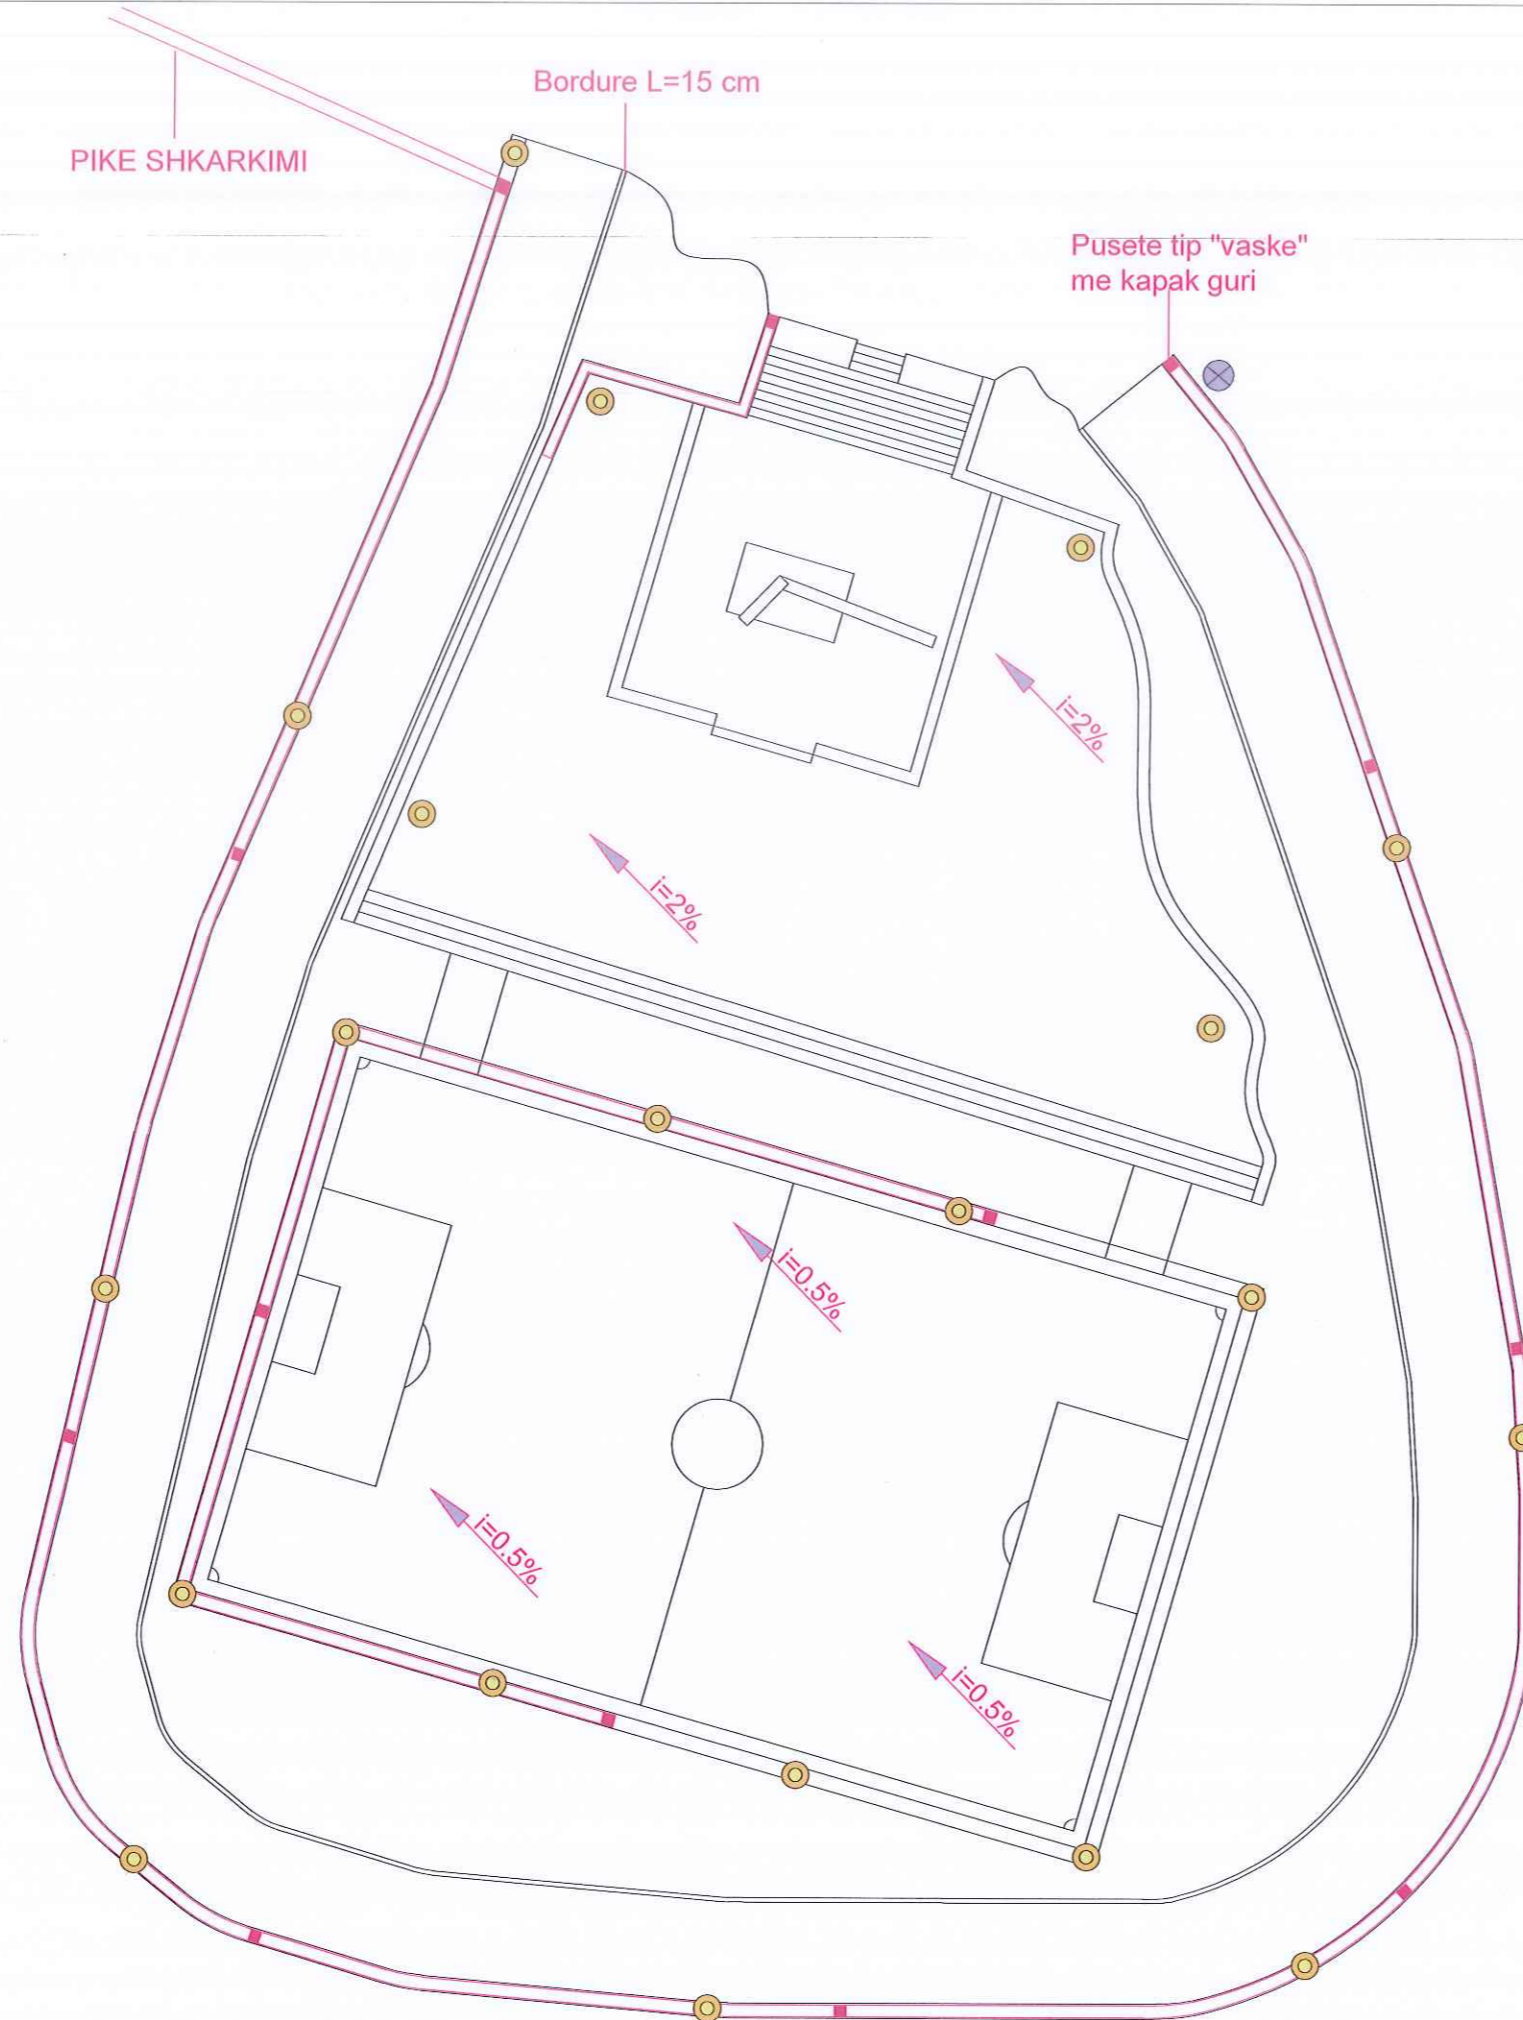 Bordure L=15 cm
PIKE SHKARKIMI
Pusete tip "vaske"
me kapak guri
i=2%
i=2%
i=0.5%
i=0.5%
i=0.5%